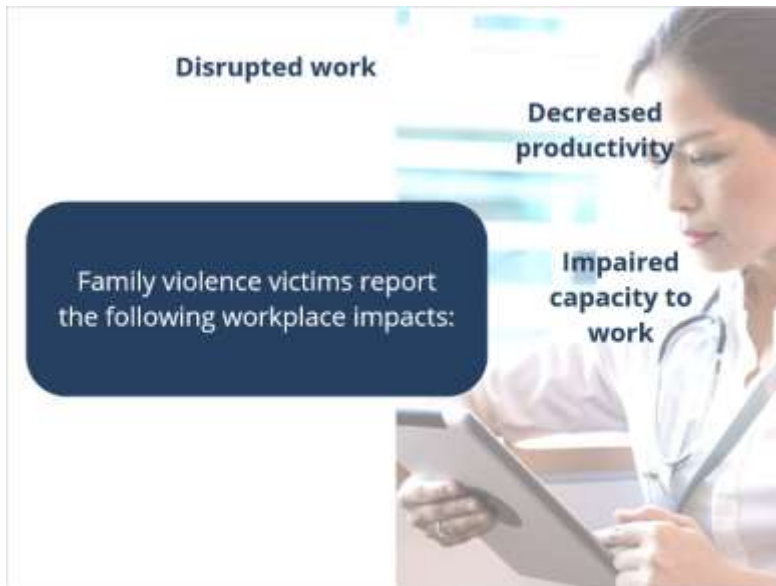 Disrupted work
Decreased
productivity
Family violence victims report
the following workplace impacts:
Impaired
capacity to
work